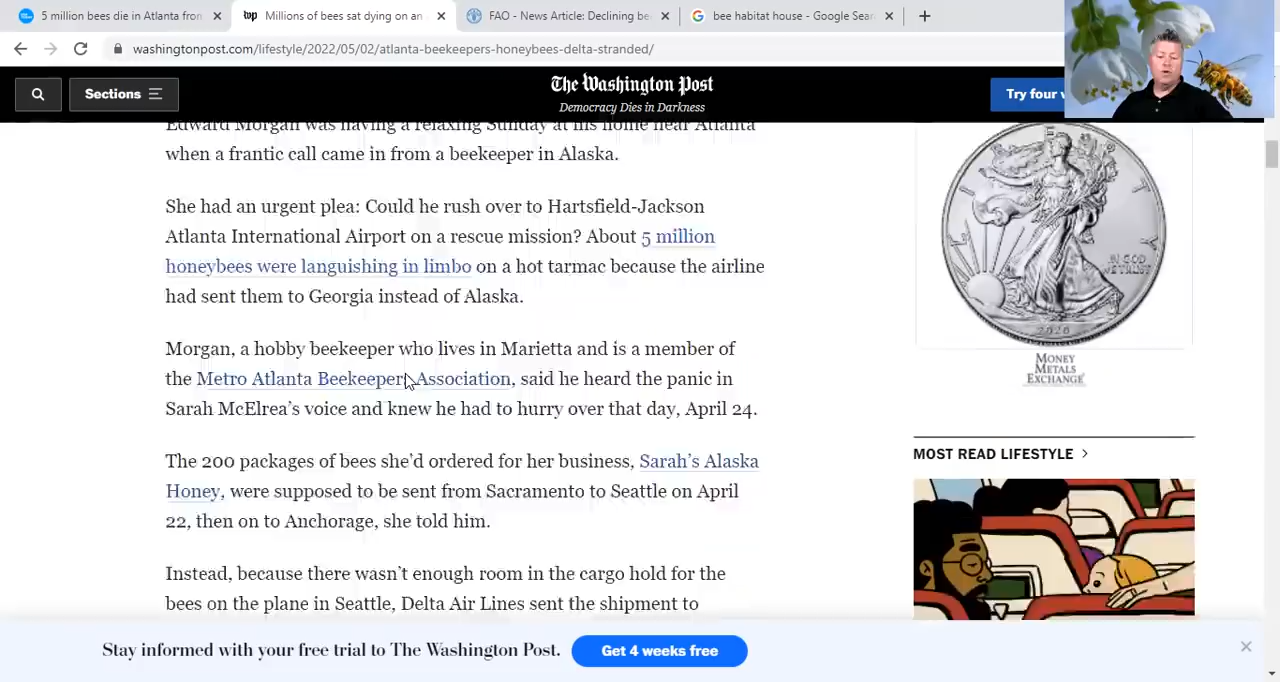 5 million bees die in Atlanta fron
Millions of bees sat dying on an
FAO - News Article: Declining be
bee habitat house - Google Sear
washingtonpost.com/lifestyle/2022/05/02/atlanta-beekeepers-honeybees-delta-stranded/
Sections
The Washington Post
Democracy Dies in Darkness
Try four
Edward Morgan was having a relaxing Sunday at his home near Atlanta
when a frantic call came in from a beekeeper in Alaska.
She had an urgent plea: Could he rush over to Hartsfield-Jackson
Atlanta International Airport on a rescue mission? About 5 million
honeybees were languishing in limbo on a hot tarmac because the airline
had sent them to Georgia instead of Alaska.
Morgan, a hobby beekeeper who lives in Marietta and is a member of
the Metro Atlanta Beekeepers Association, said he heard the panic in
Sarah McElrea's voice and knew he had to hurry over that day, April 24.
The 200 packages of bees she'd ordered for her business, Sarah's Alaska
Honey, were supposed to be sent from Sacramento to Seattle on April
22, then on to Anchorage, she told him.
Instead, because there wasn't enough room in the cargo hold for the
bees on the plane in Seattle, Delta Air Lines sent the shipment to
IN GOD
WE TRUST
2020
MONEY
METALS
EXCHANGE
MOST READ LIFESTYLE
Stay informed with your free trial to The Washington Post.
Get 4 weeks free